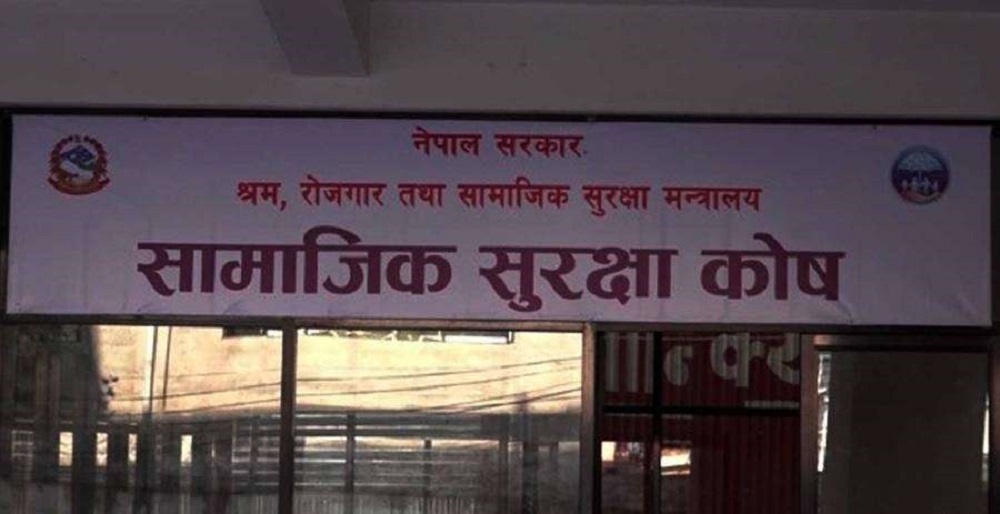 नेपाल सरकार
श्रम, रोजगार तथा सामाजिक सुरक्षा मन्त्रालय
सामाजिक सुरक्षा कोष